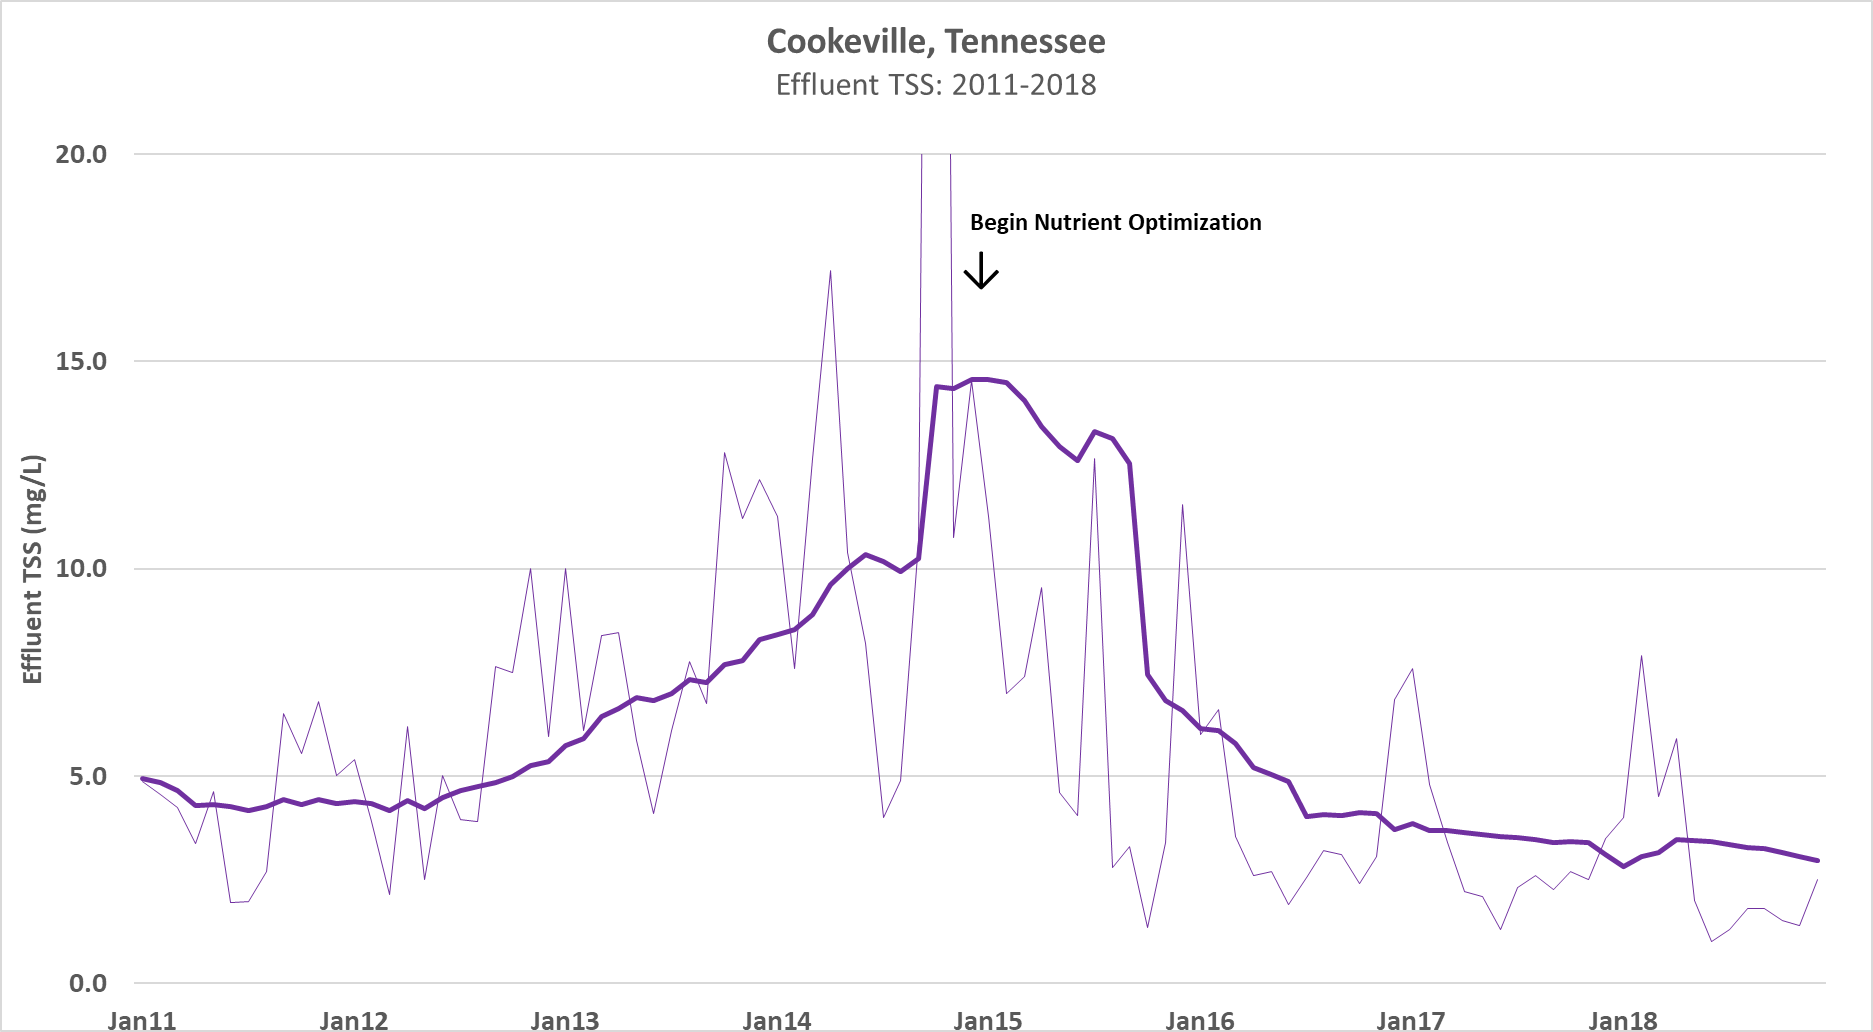 Cookeville, Tennessee
Effluent TSS: 2011-2018
20.0
Begin Nutrient Optimization
15.0
10.0
5.0
0.0
Effluent TSS (mg/L)
Jan11 Jan12 Jan13 Jan14 Jan15 Jan16 Jan17 Jan18